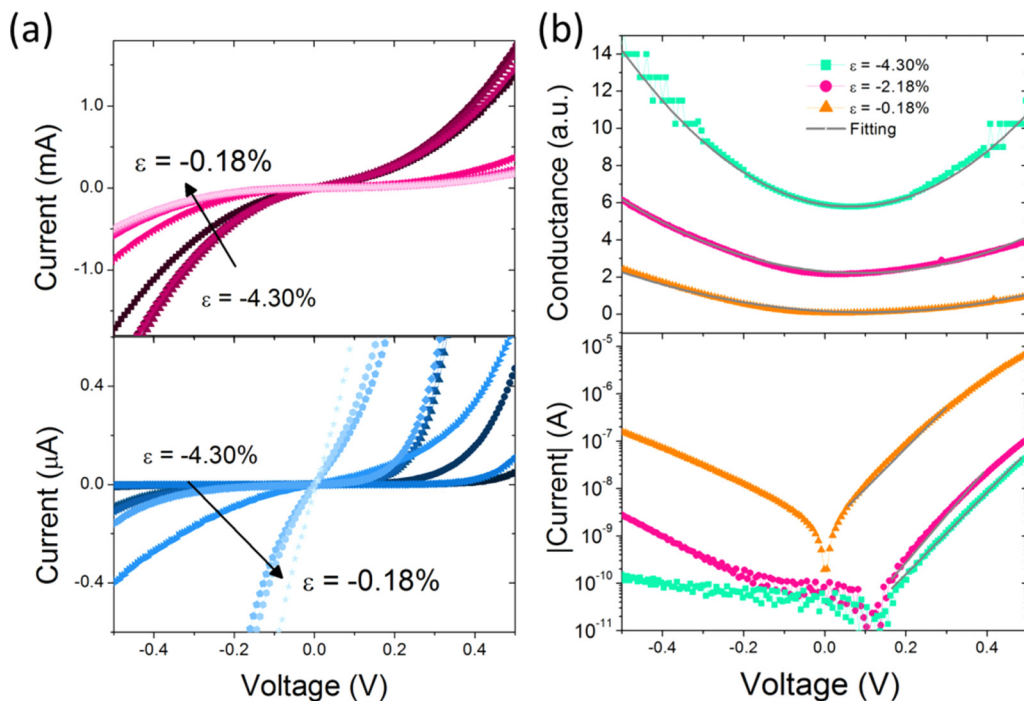 (a)
Current (mA)
1.0
0.0
-1.0
ε = -0.18%
ε = -4.30%
Current (μA)
0.4
0.0
-0.4
ε = -4.30%
ε = -0.18%
-0.4 -0.2 0.0 0.2 0.4
Voltage (V)
(b)
Conductance (a.u.)
14
12
10
8
6
4
2
0
ε = -4.30%
ε = -2.18%
ε = -0.18%
Fitting
|Current| (A)
10⁻⁵
10⁻⁶
10⁻⁷
10⁻⁸
10⁻⁹
10⁻¹⁰
10⁻¹¹
-0.4 -0.2 0.0 0.2 0.4
Voltage (V)